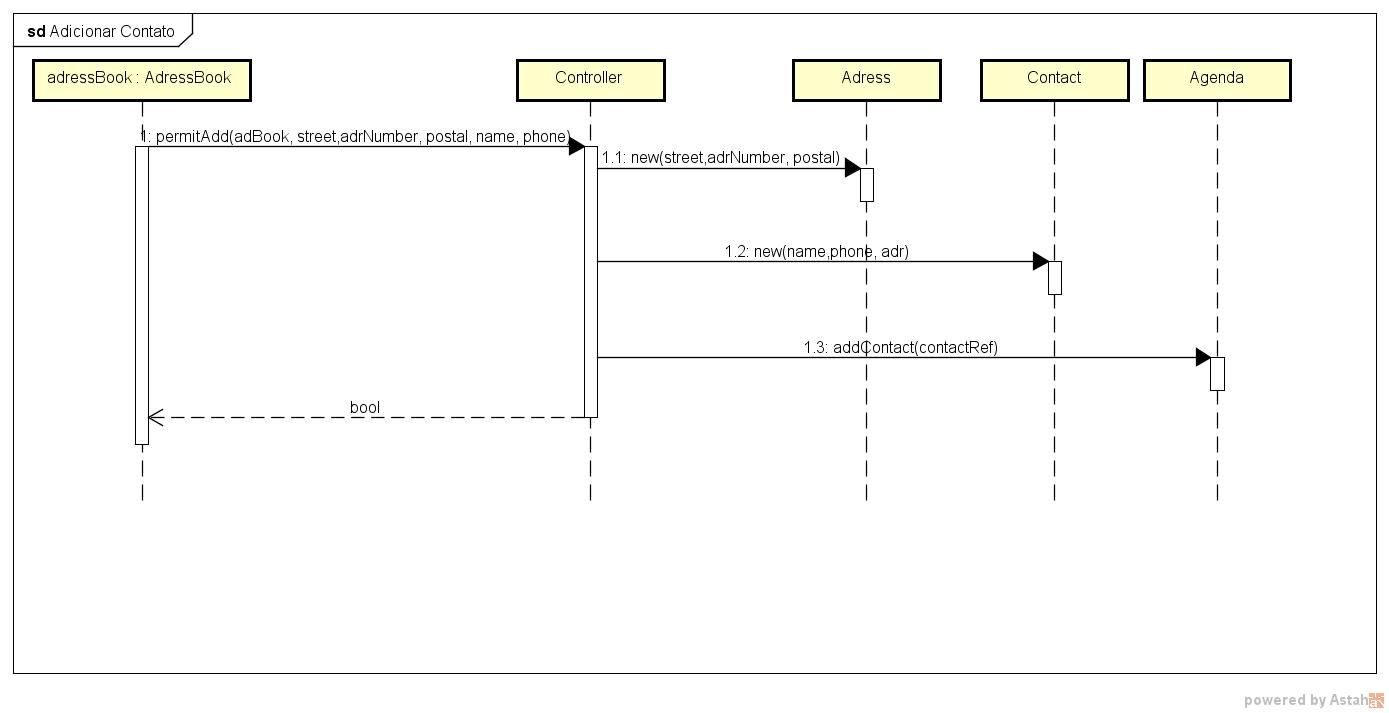 sd Adicionar Contato
adressBook : AdressBook
Controller
Adress
Contact
Agenda
1: permitAdd(adBook, street,adrNumber, postal, name, phone)
1.1: new(street,adrNumber, postal)
1.2: new(name,phone, adr)
1.3: addContact(contactRef)
bool
powered by Astah